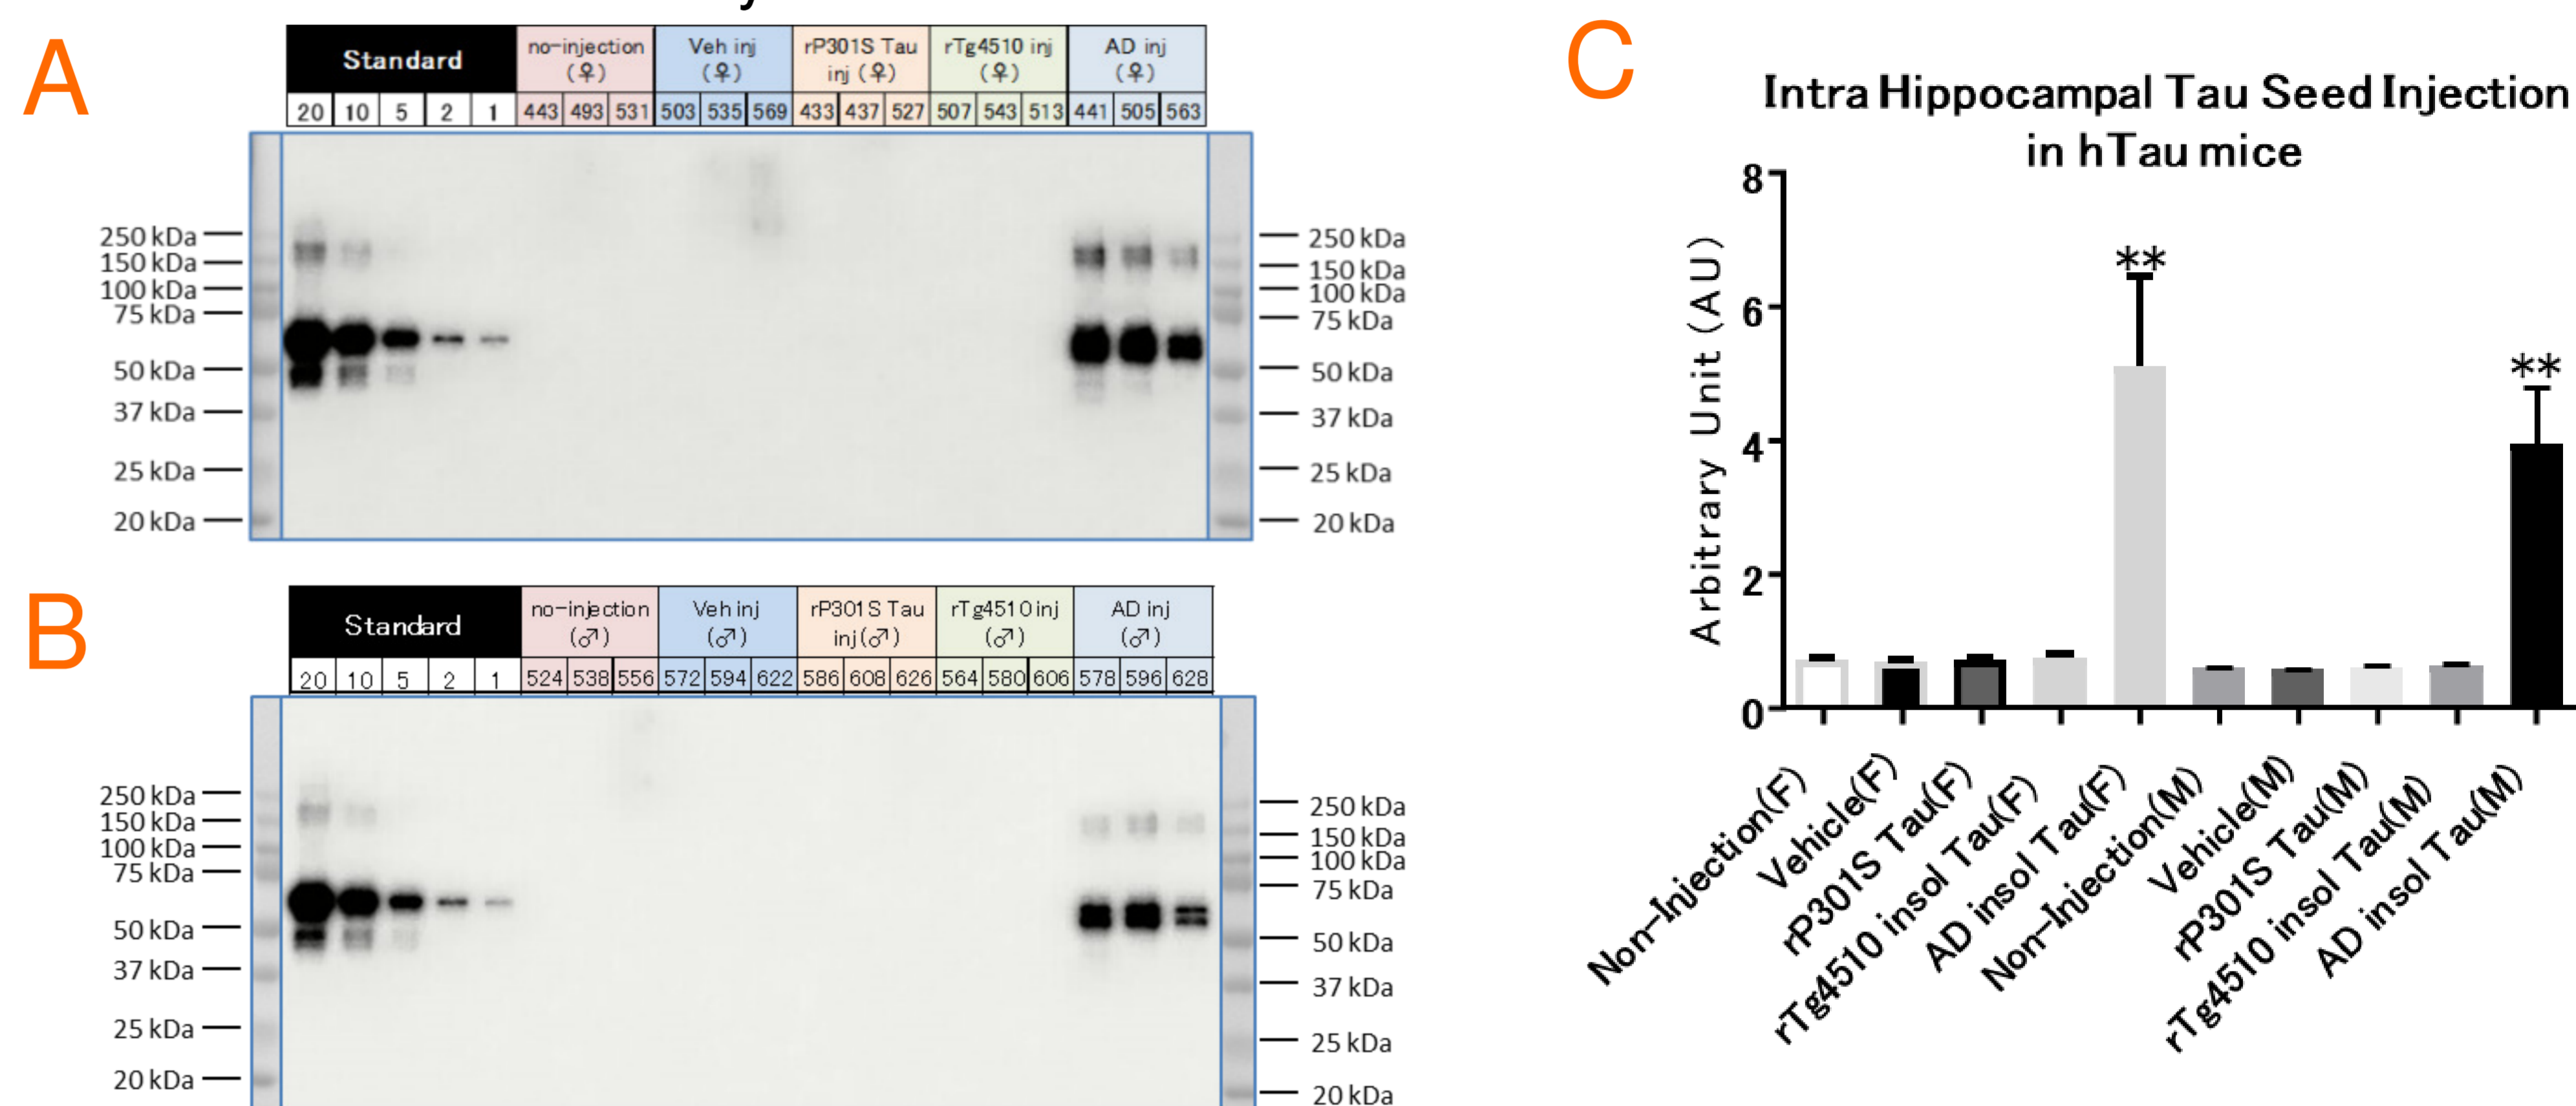 A
Standard
no-injection (♀)
Veh inj (♀)
rP301S Tau inj (♀)
rTg4510 inj (♀)
AD inj (♀)
20 10 5 2 1 443 493 531 503 535 569 433 437 527 507 543 513 441 505 563
250 kDa
150 kDa
100 kDa
75 kDa
50 kDa
37 kDa
25 kDa
20 kDa
250 kDa
150 kDa
100 kDa
75 kDa
50 kDa
37 kDa
25 kDa
20 kDa
B
Standard
no-injection (♂)
Veh inj (♂)
rP301S Tau inj(♂)
rTg4510 inj (♂)
AD inj (♂)
20 10 5 2 1 524 538 556 572 594 622 586 608 626 564 580 606 578 596 628
250 kDa
150 kDa
100 kDa
75 kDa
50 kDa
37 kDa
25 kDa
20 kDa
250 kDa
150 kDa
100 kDa
75 kDa
50 kDa
37 kDa
25 kDa
20 kDa
C
Intra Hippocampal Tau Seed Injection
in hTau mice
Arbitrary Unit (AU)
8
6
4
2
0
**
**
Non-Injection(F)
Vehicle(F)
rP301S Tau(F)
rTg4510 insol Tau(F)
AD insol Tau(F)
Non-Injection(M)
Vehicle(M)
rP301S Tau(M)
rTg4510 insol Tau(M)
AD insol Tau(M)